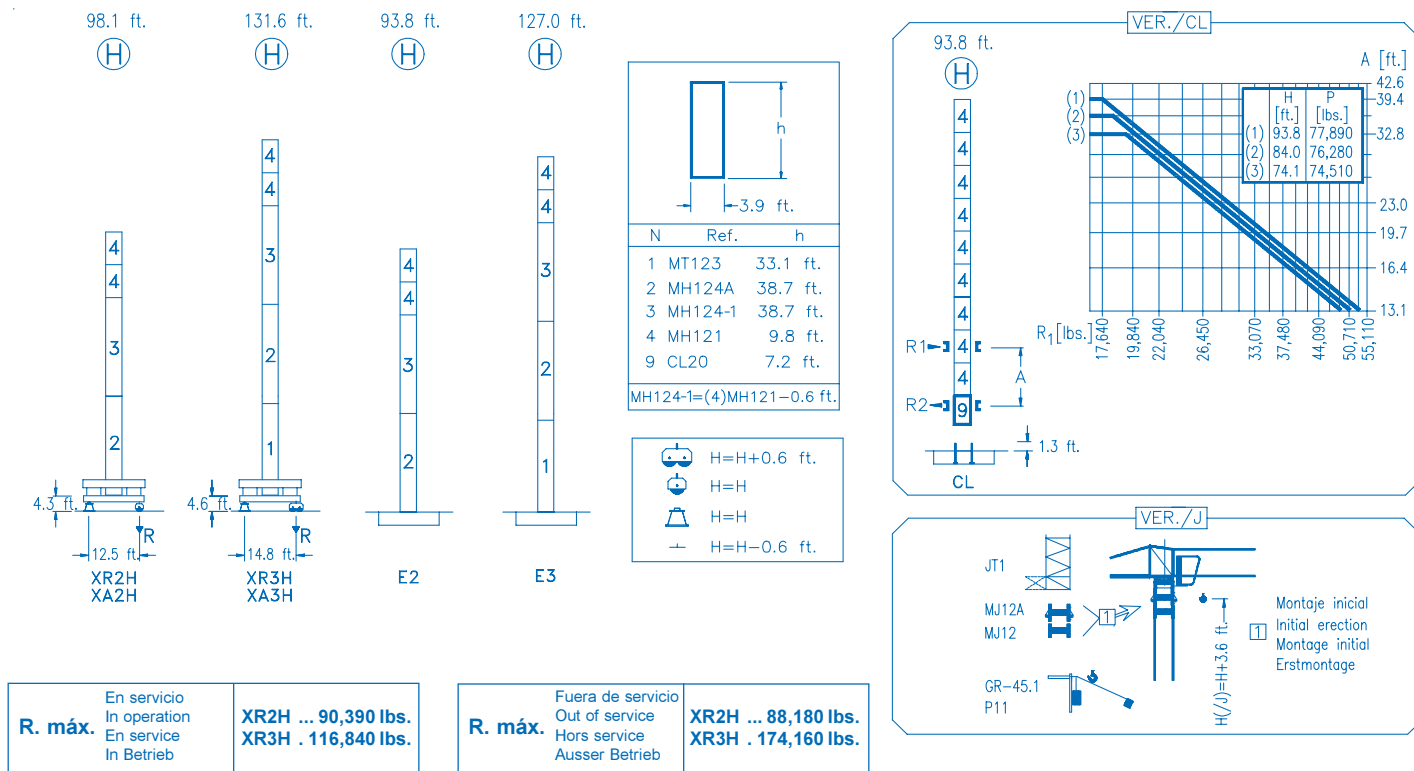 98.1 ft.
H
131.6 ft.
H
93.8 ft.
H
127.0 ft.
H
4
4
3
2
4.3 ft.
R
12.5 ft.
XR2H
XA2H
4
4
3
2
1
4.6 ft.
R
14.8 ft.
XR3H
XA3H
4
4
3
2
E2
4
4
3
2
1
E3
h
3.9 ft.
N Ref. h
1 MT123 33.1 ft.
2 MH124A 38.7 ft.
3 MH124-1 38.7 ft.
4 MH121 9.8 ft.
9 CL20 7.2 ft.
MH124-1=(4)MH121−0.6 ft.
H=H+0.6 ft.
H=H
H=H
H=H−0.6 ft.
VER./CL
93.8 ft.
H
4
4
4
4
4
4
4
4
4
9
R1
R2
A
1.3 ft.
CL
A [ft.]
42.6
39.4
32.8
23.0
19.7
16.4
13.1
(1)
(2)
(3)
H P
[ft.] [lbs.]
(1) 93.8 77,890
(2) 84.0 76,280
(3) 74.1 74,510
R1[lbs.]
17,640
19,840
22,040
26,450
33,070
37,480
44,090
50,710
55,110
VER./J
JT1
MJ12A
MJ12
1
GR-45.1
P11
H(/J)=H+3.6 ft.
1
Montaje inicial
Initial erection
Montage initial
Erstmontage
R. máx.
En servicio
In operation
En service
In Betrieb
XR2H ... 90,390 lbs.
XR3H . 116,840 lbs.
R. máx.
Fuera de servicio
Out of service
Hors service
Ausser Betrieb
XR2H ... 88,180 lbs.
XR3H . 174,160 lbs.